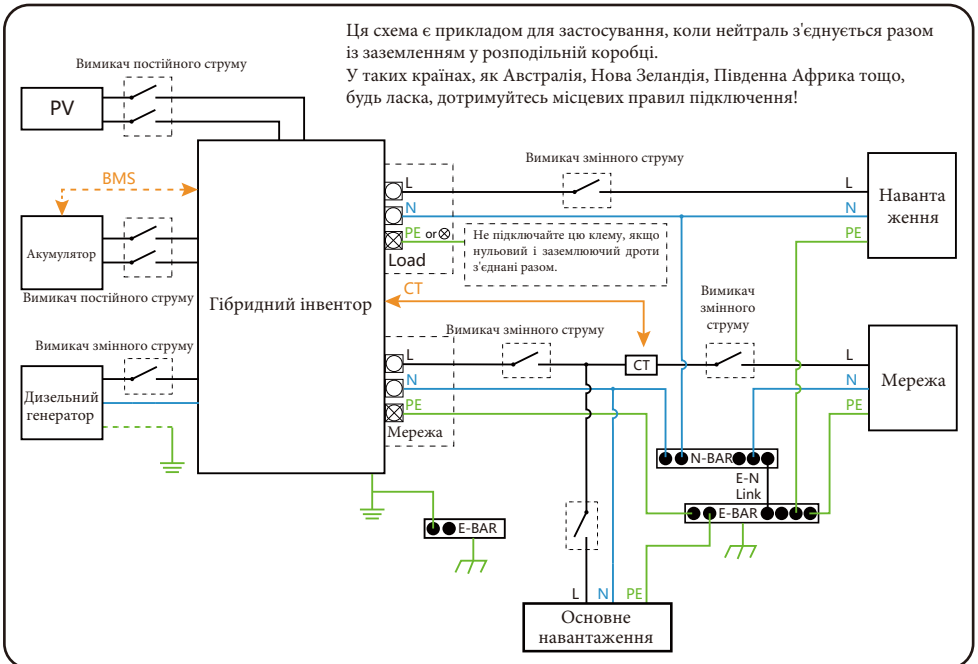 Ця схема є прикладом для застосування, коли нейтраль з'єднується разом
із заземленням у розподільній коробці.
У таких країнах, як Австралія, Нова Зеландія, Південна Африка тощо,
будь ласка, дотримуйтесь місцевих правил підключення!
Вимикач постійного струму
PV
BMS
Акумулятор
Вимикач постійного струму
Вимикач змінного струму
Дизельний
генератор
Гібридний інвентор
L
N
PE or
Load
Не підключайте цю клему, якщо
нульовий і заземлюючий дроти
з'єднані разом.
Вимикач змінного струму
L
N
PE
Наванта
ження
CT
Вимикач змінного струму
CT
Вимикач
змінного
струму
L
N
PE
Мережа
L
N
PE
Мережа
N-BAR
E-N
Link
E-BAR
E-BAR
L
N
PE
Основне
навантаження